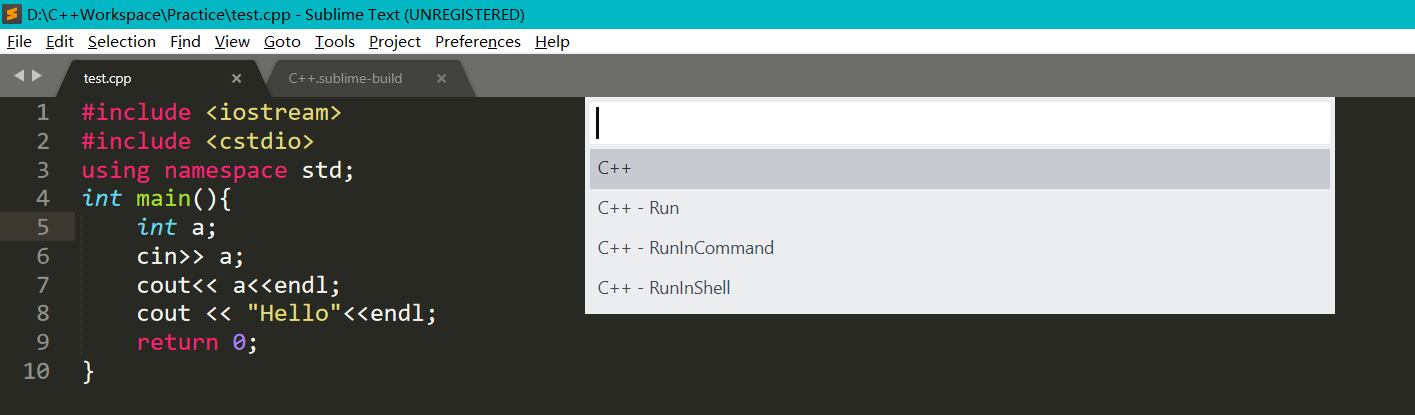 D:\C++Workspace\Practice\test.cpp - Sublime Text (UNREGISTERED)
File Edit Selection Find View Goto Tools Project Preferences Help
test.cpp × C++.sublime-build ×
1 #include <iostream>
2 #include <cstdio>
3 using namespace std;
4 int main(){
5 int a;
6 cin>> a;
7 cout<< a<<endl;
8 cout << "Hello"<<endl;
9 return 0;
10 }
C++
C++ - Run
C++ - RunInCommand
C++ - RunInShell